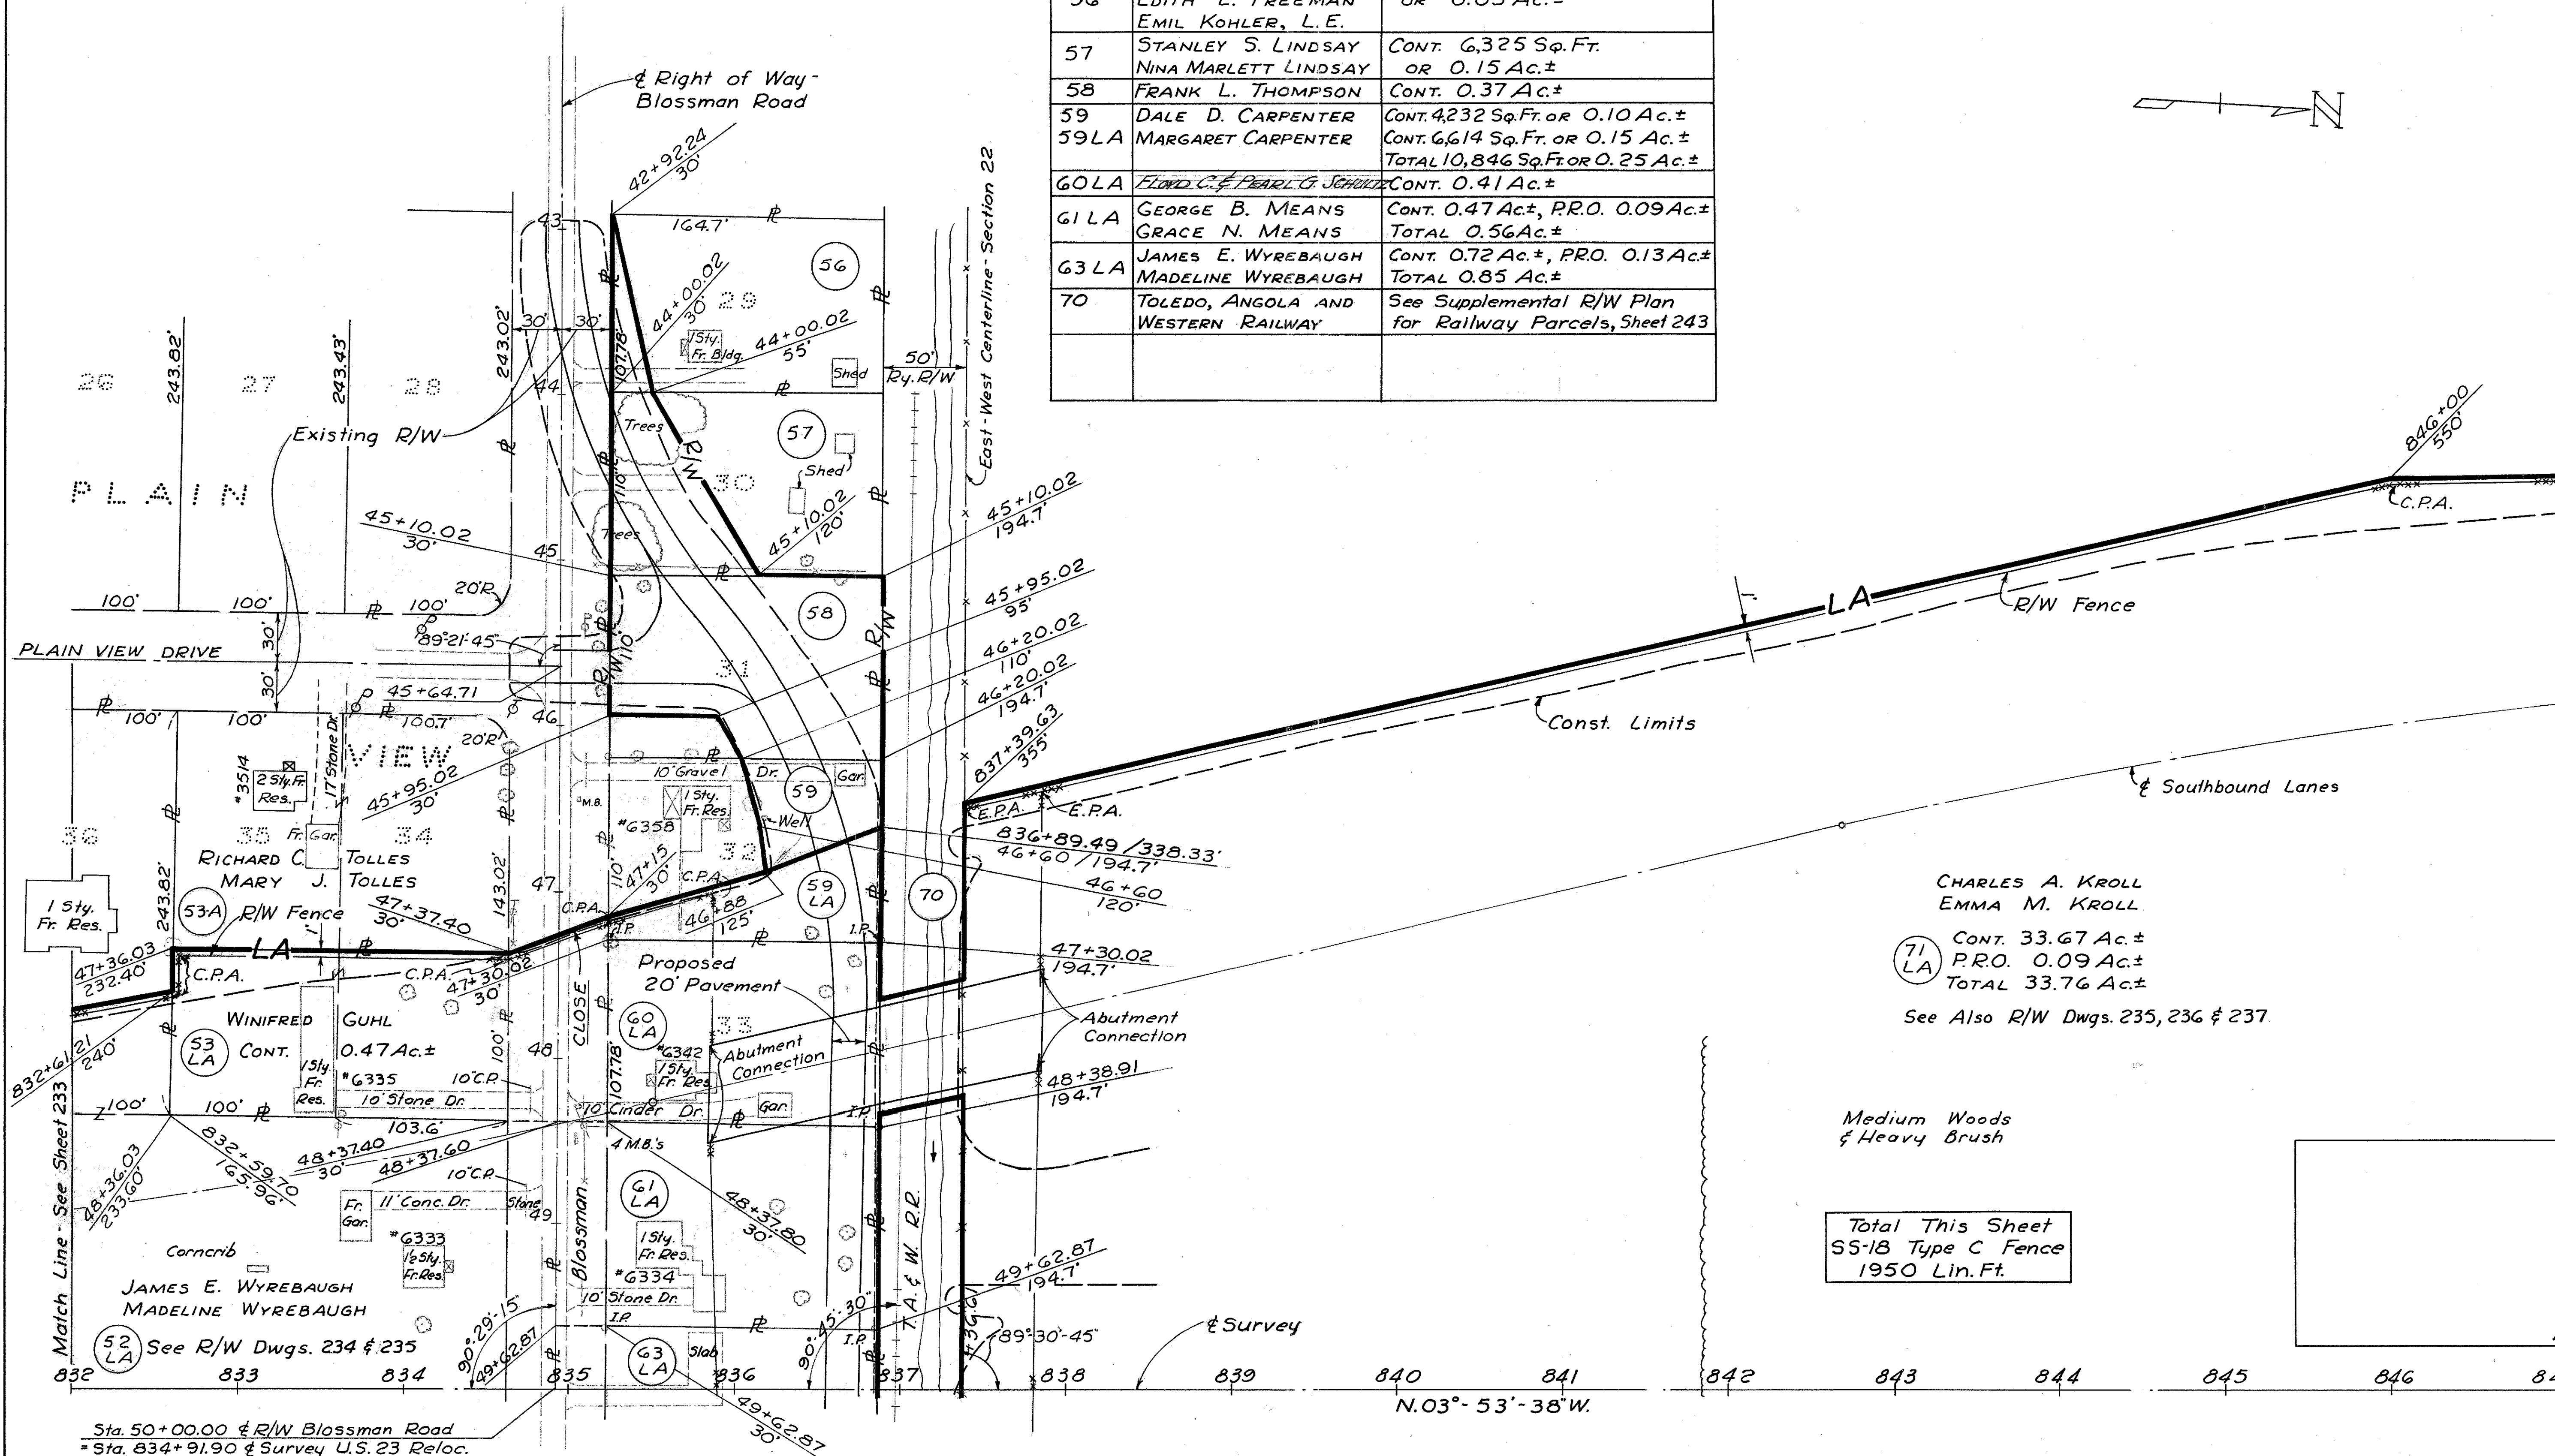 56 EDITH L. FREEMAN OR 0.05 AC.±
EMIL KOHLER, L.E.
57 STANLEY S. LINDSAY CONT. 6,325 SQ.FT.
NINA MARLETT LINDSAY OR 0.15 AC.±
58 FRANK L. THOMPSON CONT. 0.37 AC.±
59 DALE D. CARPENTER CONT. 4,232 SQ.FT. OR 0.10 AC.±
59LA MARGARET CARPENTER CONT. 6,614 SQ.FT. OR 0.15 AC.±
TOTAL 10,846 SQ.FT. OR 0.25 AC.±
60LA FLOYD C. & PEARL G. SCHULTZ CONT. 0.41 AC.±
61LA GEORGE B. MEANS CONT. 0.47 AC.±, P.R.O. 0.09 AC.±
GRACE N. MEANS TOTAL 0.56 AC.±
63LA JAMES E. WYREBAUGH CONT. 0.72 AC.±, P.R.O. 0.13 AC.±
MADELINE WYREBAUGH TOTAL 0.85 AC.±
70 TOLEDO, ANGOLA AND See Supplemental R/W Plan
WESTERN RAILWAY for Railway Parcels, Sheet 243
N
℄ Right of Way -
Blossman Road
42+92.24
30'
164.7'
56
29
44+00.02
30'
1 Sty.
Fr. Bldg.
44+00.02
55'
Shed
50'
Ry. R/W
East-West Centerline - Section 22
43
30' 30'
107.78'
243.02'
243.82'
243.43'
26 27 28
44
Existing R/W
Trees
R/W
57
Shed
30
110'
PLAIN
45+10.02
30'
45+10.02
120'
45+10.02
194.7'
45
Trees
20'R
100' 100' 100'
58
45+95.02
95'
89°-21'-45"
R/W
110'
R/W
46+20.02
110'
PLAIN VIEW DRIVE
30'
30'
31
46+20.02
194.7'
45+64.71
100' 100' 100.7'
46
17' Stone Dr.
VIEW
20'R
10' Gravel Dr.
Gar.
59
837+39.63
355'
#3514
2 Sty. Fr.
Res.
45+95.02
30'
M.B.
#6358
1 Sty.
Fr. Res.
Well
E.P.A. E.P.A.
836+89.49 / 338.33'
46+60 / 194.7'
46+60
120'
36 35 34 32
Fr. Gar.
RICHARD C. TOLLES
MARY J. TOLLES
143.02'
243.82'
110'
47+15
30'
C.P.A.
47
1 Sty.
Fr. Res.
53-A
R/W Fence
1'
47+37.40
30'
C.P.A.
I.P.
46+88
125'
59
LA
70
I.P.
LA
47+36.03
232.40'
C.P.A.
C.P.A.
47+30.02
30'
Proposed
20' Pavement
47+30.02
194.7'
CLOSE
WINIFRED GUHL
53
LA
CONT. 0.47 AC.±
100'
48
60
LA
33
Abutment
Connection
Abutment
Connection
832+61.21
240'
1 Sty.
Fr.
Res.
#6335
10" C.P.
10' Stone Dr.
107.78'
#6342
1 Sty.
Fr. Res.
10' Cinder Dr.
Gar.
I.P.
48+38.91
194.7'
100' 100' 103.6'
4 M.B.'s
Match Line - See Sheet 233
48+36.03
233.60'
832+59.70
165.96'
48+37.40
30'
48+37.60
10" C.P.
Fr.
Gar.
11' Conc. Dr.
Stone
49
61
LA
48+37.80
30'
#6333
1½ Sty.
Fr. Res.
Blossman
1 Sty.
Fr. Res.
#6334
10' Stone Dr.
T.A. & W. R.R.
Corncrib
JAMES E. WYREBAUGH
MADELINE WYREBAUGH
52
LA
See R/W Dwgs. 234 & 235
90°-29'-15"
49+62.87
I.P.
63
LA
Slab
90°-45'-30"
I.P.
49+62.87
194.7'
+39.61
89°-30'-45"
49+62.87
30'
℄ Survey
832 833 834 835 836 837 838 839 840 841 842 843 844 845 846 84
N.03°-53'-38"W.
Sta. 50+00.00 ℄ R/W Blossman Road
= Sta. 834+91.90 ℄ Survey U.S. 23 Reloc.
846+00
550'
C.P.A.
1'
LA
R/W Fence
Const. Limits
℄ Southbound Lanes
CHARLES A. KROLL
EMMA M. KROLL
71
LA
CONT. 33.67 AC.±
P.R.O. 0.09 AC.±
TOTAL 33.76 AC.±
See Also R/W Dwgs. 235, 236 & 237
Medium Woods
& Heavy Brush
Total This Sheet
SS-18 Type C Fence
1950 Lin. Ft.